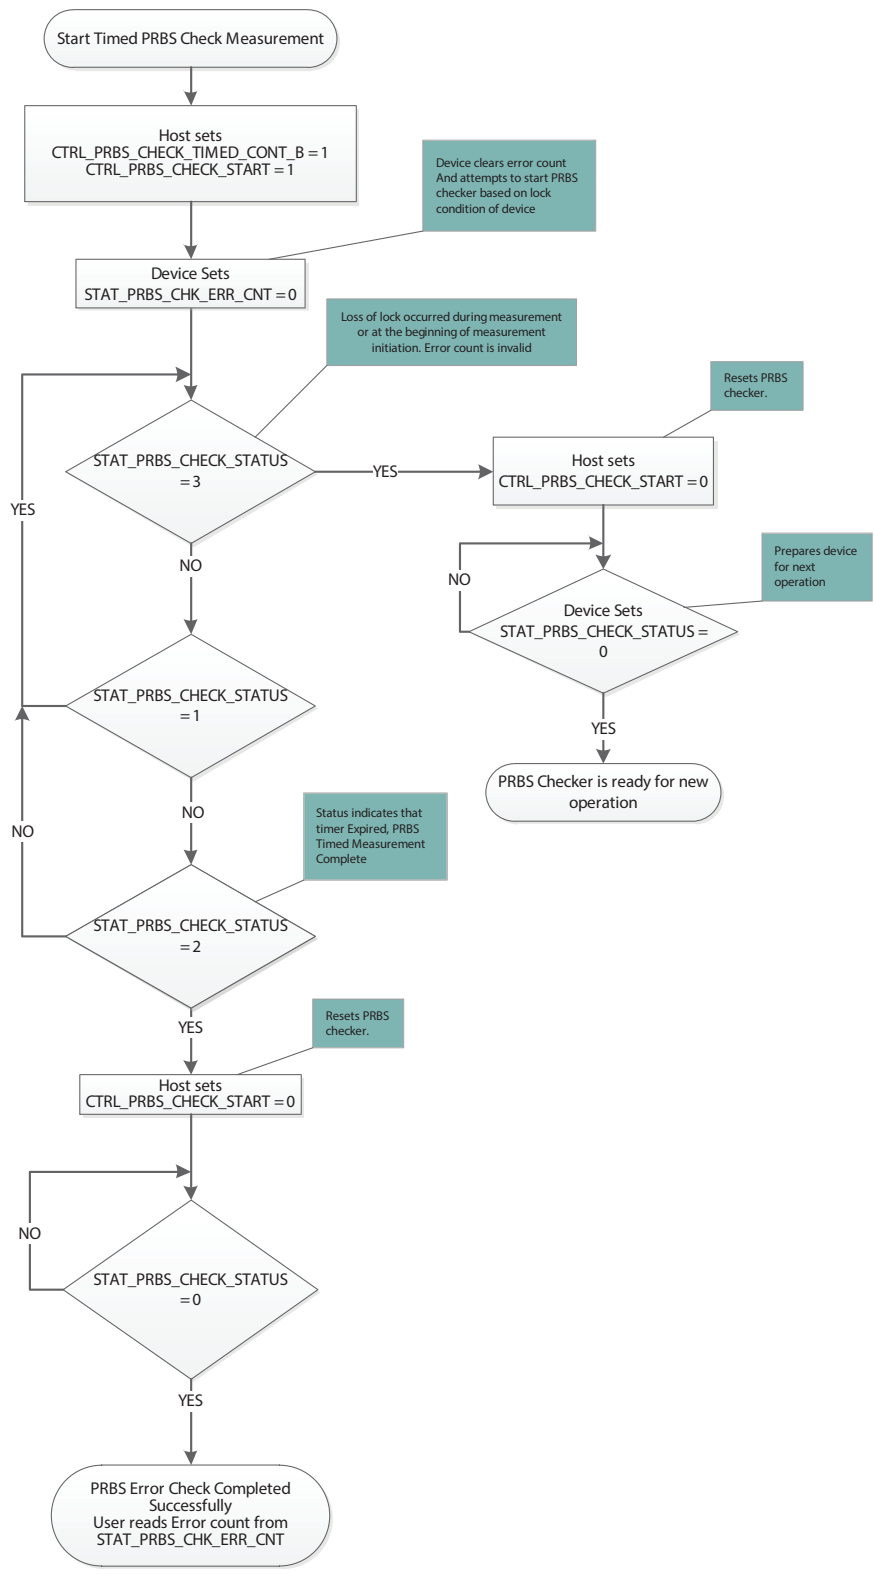 Start Timed PRBS Check Measurement
Host sets
CTRL_PRBS_CHECK_TIMED_CONT_B = 1
CTRL_PRBS_CHECK_START = 1
Device clears error count
And attempts to start PRBS
checker based on lock
condition of device
Device Sets
STAT_PRBS_CHK_ERR_CNT = 0
Loss of lock occurred during measurement
or at the beginning of measurement
initiation. Error count is invalid
Resets PRBS
checker.
STAT_PRBS_CHECK_STATUS
= 3
YES
Host sets
CTRL_PRBS_CHECK_START = 0
YES
NO
Prepares device
for next
operation
NO
Device Sets
STAT_PRBS_CHECK_STATUS =
0
STAT_PRBS_CHECK_STATUS
= 1
YES
PRBS Checker is ready for new
operation
NO
NO
Status indicates that
timer Expired, PRBS
Timed Measurement
Complete
STAT_PRBS_CHECK_STATUS
= 2
YES
Resets PRBS
checker.
Host sets
CTRL_PRBS_CHECK_START = 0
NO
STAT_PRBS_CHECK_STATUS
= 0
YES
PRBS Error Check Completed
Successfully
User reads Error count from
STAT_PRBS_CHK_ERR_CNT